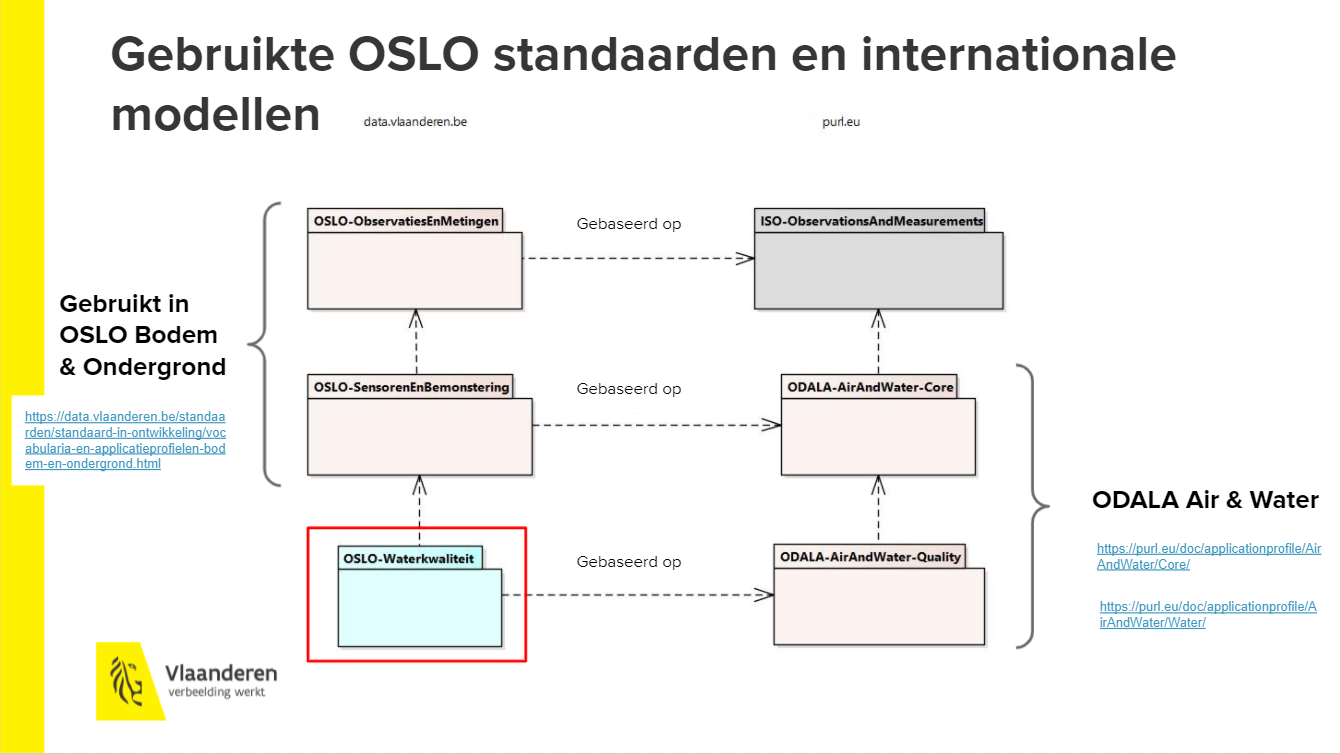 Gebruikte OSLO standaarden en internationale
modellen
data.vlaanderen.be
purl.eu
OSLO-ObservatiesEnMetingen
Gebaseerd op
ISO-ObservationsAndMeasurements
Gebruikt in
OSLO Bodem
& Ondergrond
https://data.vlaanderen.be/standaa
rden/standaard-in-ontwikkeling/voc
abularia-en-applicatieprofielen-bod
em-en-ondergrond.html
OSLO-SensorenEnBemonstering
Gebaseerd op
ODALA-AirAndWater-Core
OSLO-Waterkwaliteit
Gebaseerd op
ODALA-AirAndWater-Quality
ODALA Air & Water
https://purl.eu/doc/applicationprofile/Air
AndWater/Core/
https://purl.eu/doc/applicationprofile/A
irAndWater/Water/
Vlaanderen
verbeelding werkt